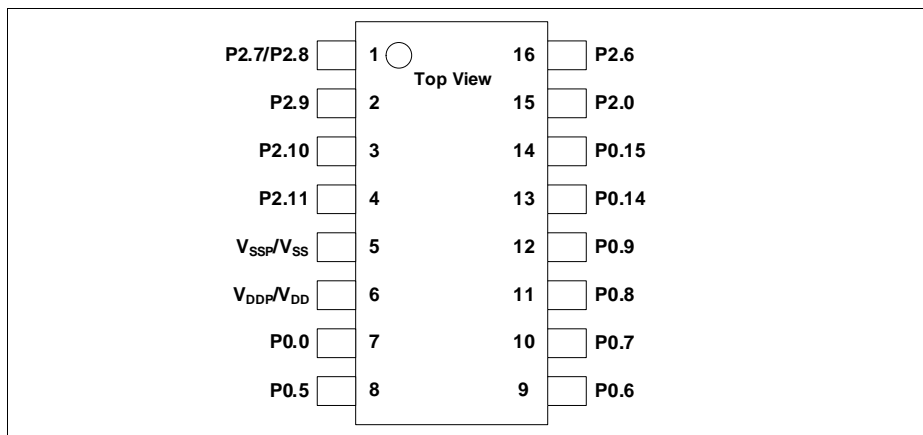 P2.7/P2.8 1 16 P2.6
Top View
P2.9 2 15 P2.0
P2.10 3 14 P0.15
P2.11 4 13 P0.14
VSSP/VSS 5 12 P0.9
VDDP/VDD 6 11 P0.8
P0.0 7 10 P0.7
P0.5 8 9 P0.6